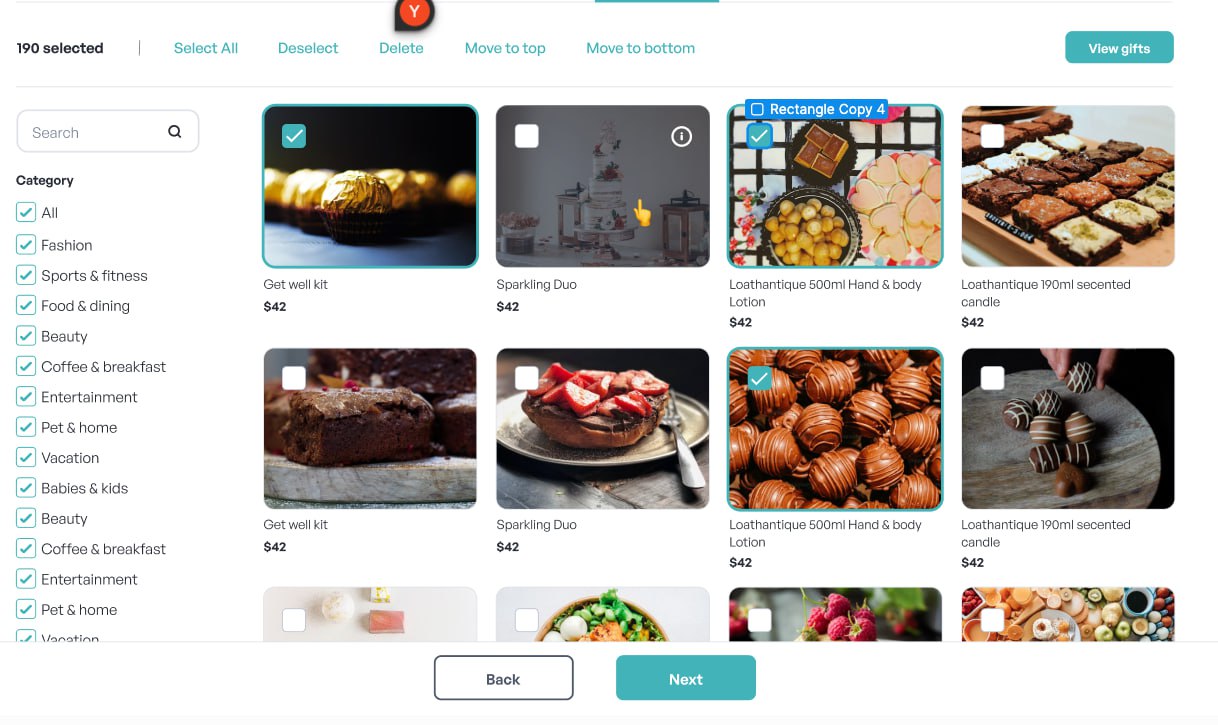 Y
190 selected | Select All Deselect Delete Move to top Move to bottom View gifts
Search
Category
All
Fashion
Sports & fitness
Food & dining
Beauty
Coffee & breakfast
Entertainment
Pet & home
Vacation
Babies & kids
Beauty
Coffee & breakfast
Entertainment
Pet & home
Vacation
Rectangle Copy 4
Get well kit
$42
Sparkling Duo
$42
Loathantique 500ml Hand & body
Lotion
$42
Loathantique 190ml secented
candle
$42
Get well kit
$42
Sparkling Duo
$42
Loathantique 500ml Hand & body
Lotion
$42
Loathantique 190ml secented
candle
$42
Back Next